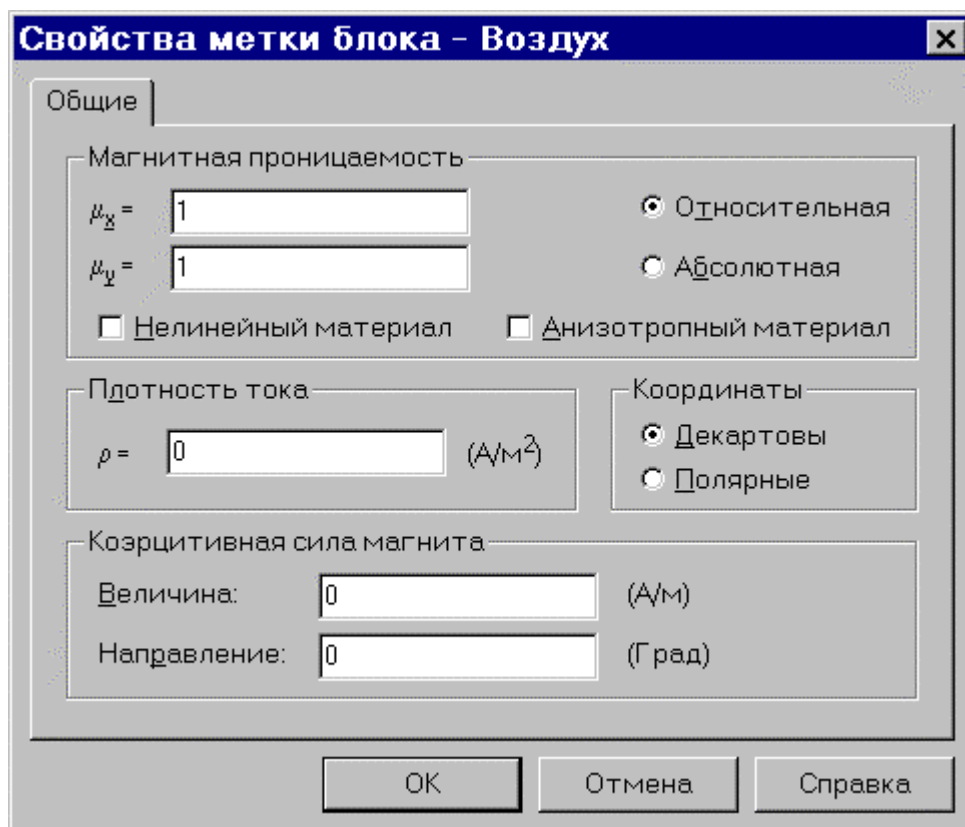 Свойства метки блока - Воздух
Общие
Магнитная проницаемость
μx = 1
Относительная
μy = 1
Абсолютная
Нелинейный материал
Анизотропный материал
Плотность тока
ρ = 0 (А/м²)
Координаты
Декартовы
Полярные
Коэрцитивная сила магнита
Величина: 0 (А/м)
Направление: 0 (Град)
OK
Отмена
Справка